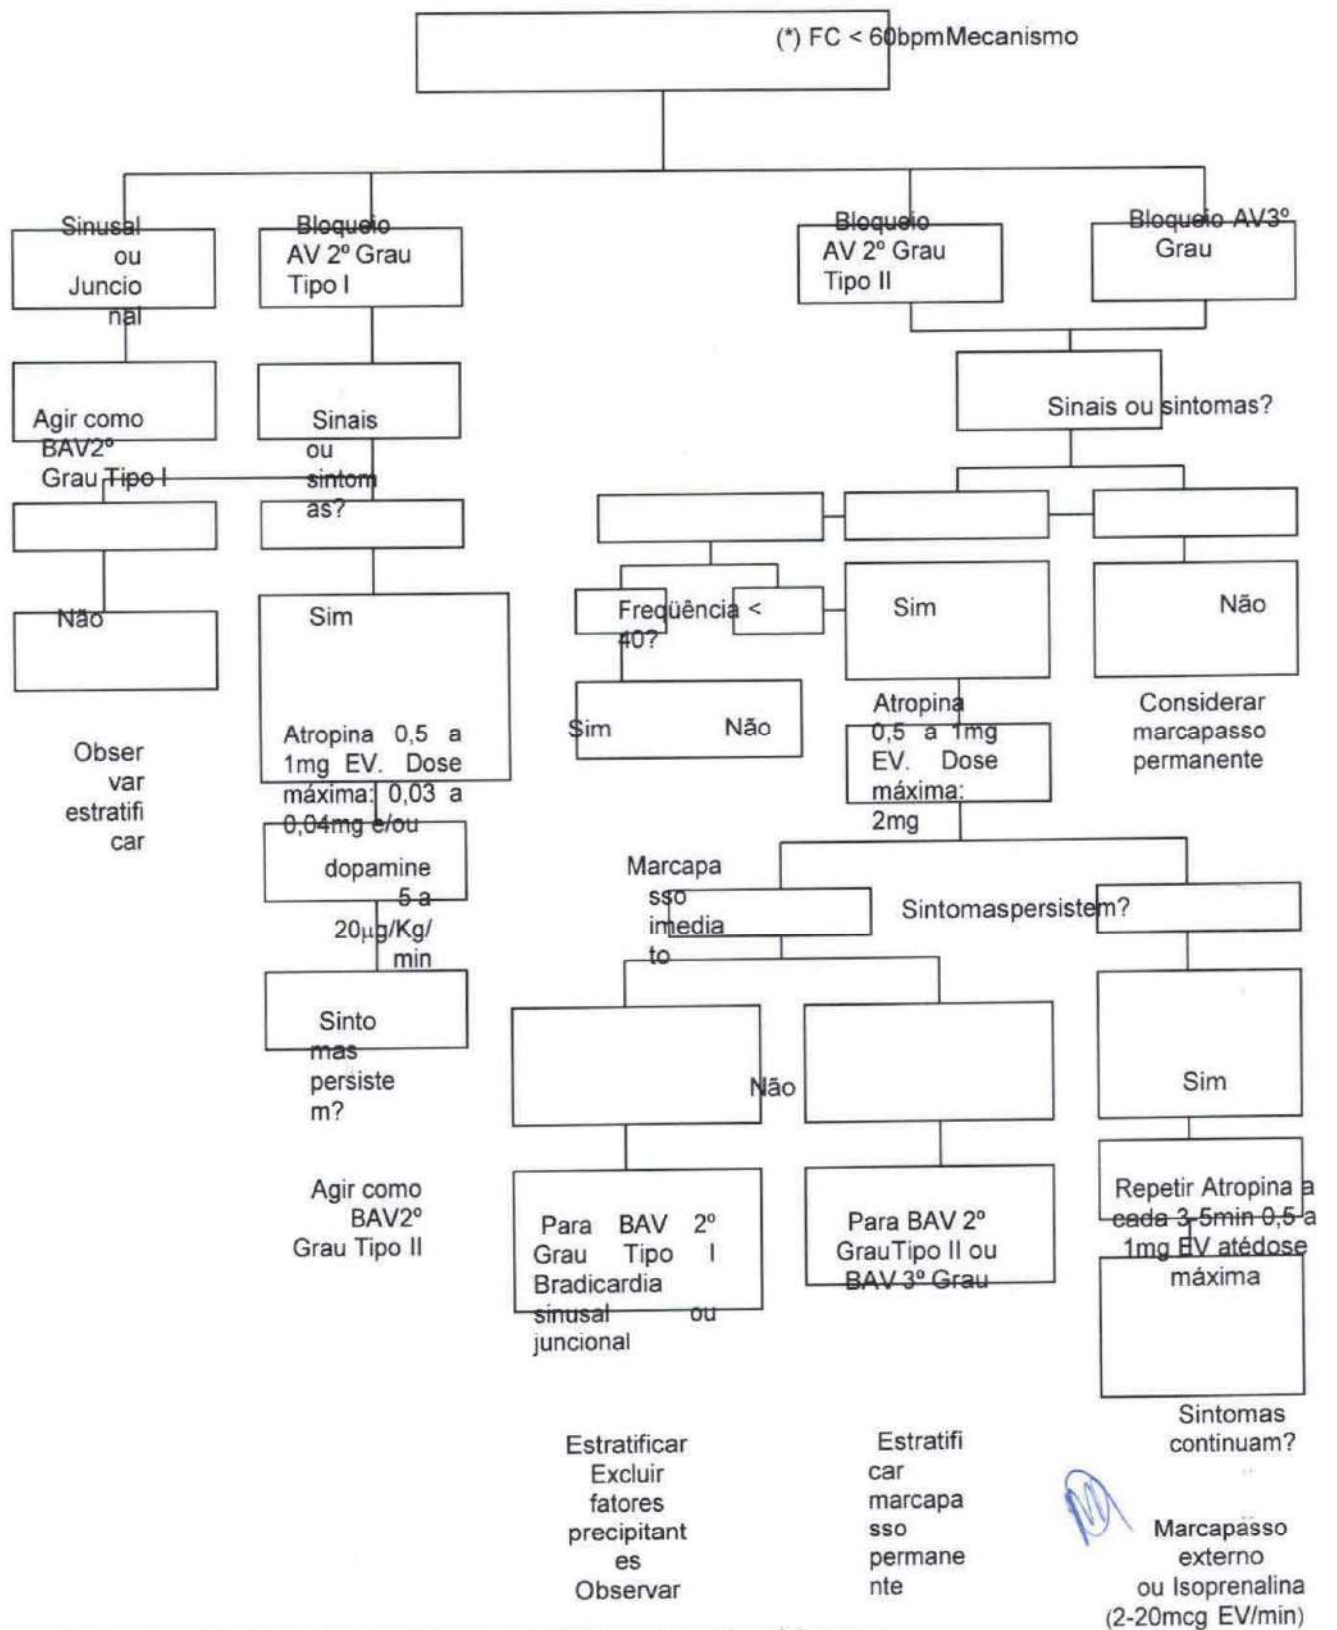 (*) FC < 60bpmMecanismo
Sinusal
ou
Juncio
nal
Bloqueio
AV 2º Grau
Tipo I
Bloqueio
AV 2º Grau
Tipo II
Bloqueio AV3º
Grau
Agir como
BAV2º
Grau Tipo I
Sinais
ou
sintom
as?
Sinais ou sintomas?
Não
Sim
Freqüência <
40?
Sim
Não
Obser
var
estratifi
car
Atropina 0,5 a
1mg EV. Dose
máxima: 0,03 a
0,04mg e/ou
dopamine
5 a
20µg/Kg/
min
Sim
Não
Atropina
0,5 a 1mg
EV. Dose
máxima:
2mg
Considerar
marcapasso
permanente
Marcapa
sso
imedia
to
Sintomaspersistem?
Sinto
mas
persiste
m?
Não
Sim
Agir como
BAV2º
Grau Tipo II
Para BAV 2º
Grau Tipo I
Bradicardia
sinusal ou
juncional
Para BAV 2º
GrauTipo II ou
BAV 3º Grau
Repetir Atropina a
cada 3-5min 0,5 a
1mg EV atédose
máxima
Estratificar
Excluir
fatores
precipitant
es
Observar
Estratifi
car
marcapa
sso
permane
nte
Sintomas
continuam?
Marcapasso
externo
ou Isoprenalina
(2-20mcg EV/min)